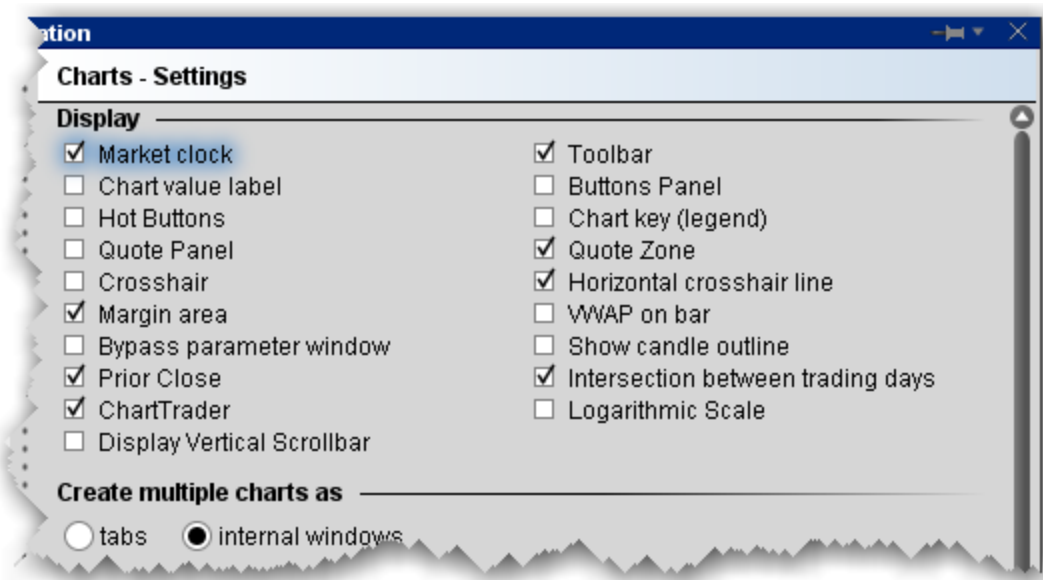 ation
Charts - Settings
Display
Market clock
Toolbar
Chart value label
Buttons Panel
Hot Buttons
Chart key (legend)
Quote Panel
Quote Zone
Crosshair
Horizontal crosshair line
Margin area
VWAP on bar
Bypass parameter window
Show candle outline
Prior Close
Intersection between trading days
ChartTrader
Logarithmic Scale
Display Vertical Scrollbar
Create multiple charts as
tabs internal windows